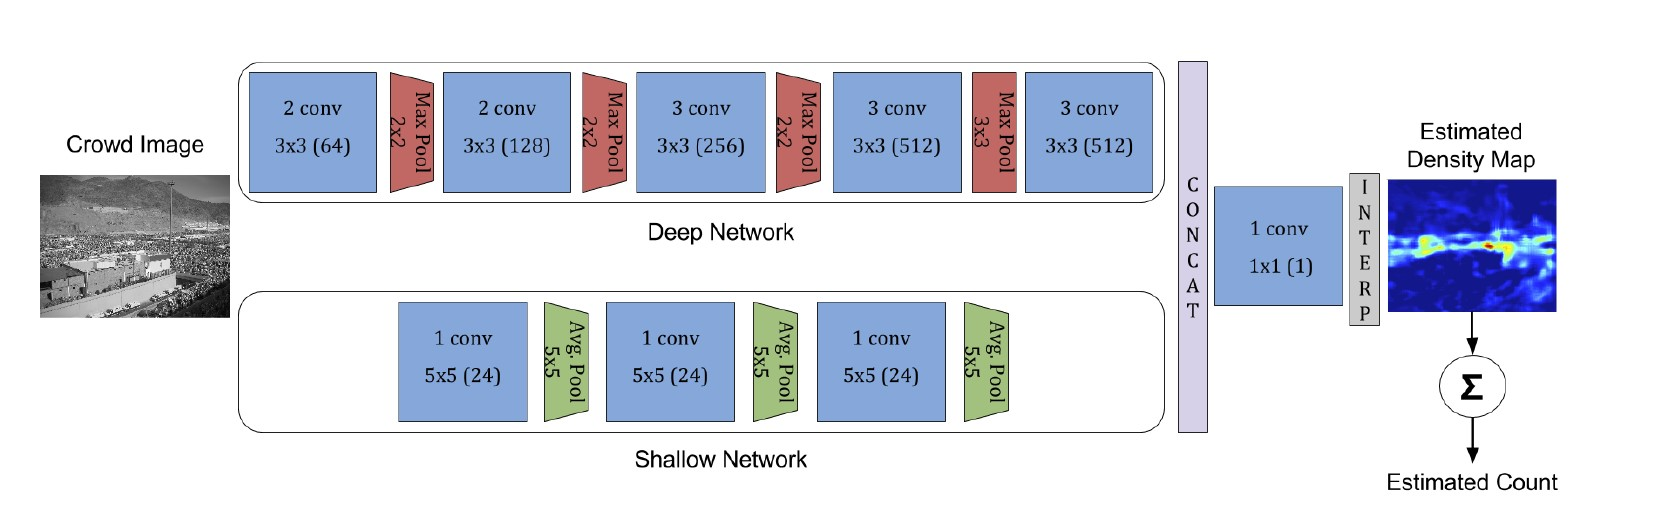 Crowd Image
2 conv
3x3 (64)
Max Pool
2x2
2 conv
3x3 (128)
Max Pool
2x2
3 conv
3x3 (256)
Max Pool
2x2
3 conv
3x3 (512)
Max Pool
3x3
3 conv
3x3 (512)
Deep Network
1 conv
5x5 (24)
Avg. Pool
5x5
1 conv
5x5 (24)
Avg. Pool
5x5
1 conv
5x5 (24)
Avg. Pool
5x5
Shallow Network
CONCAT
1 conv
1x1 (1)
INTERP
Estimated
Density Map
Σ
Estimated Count